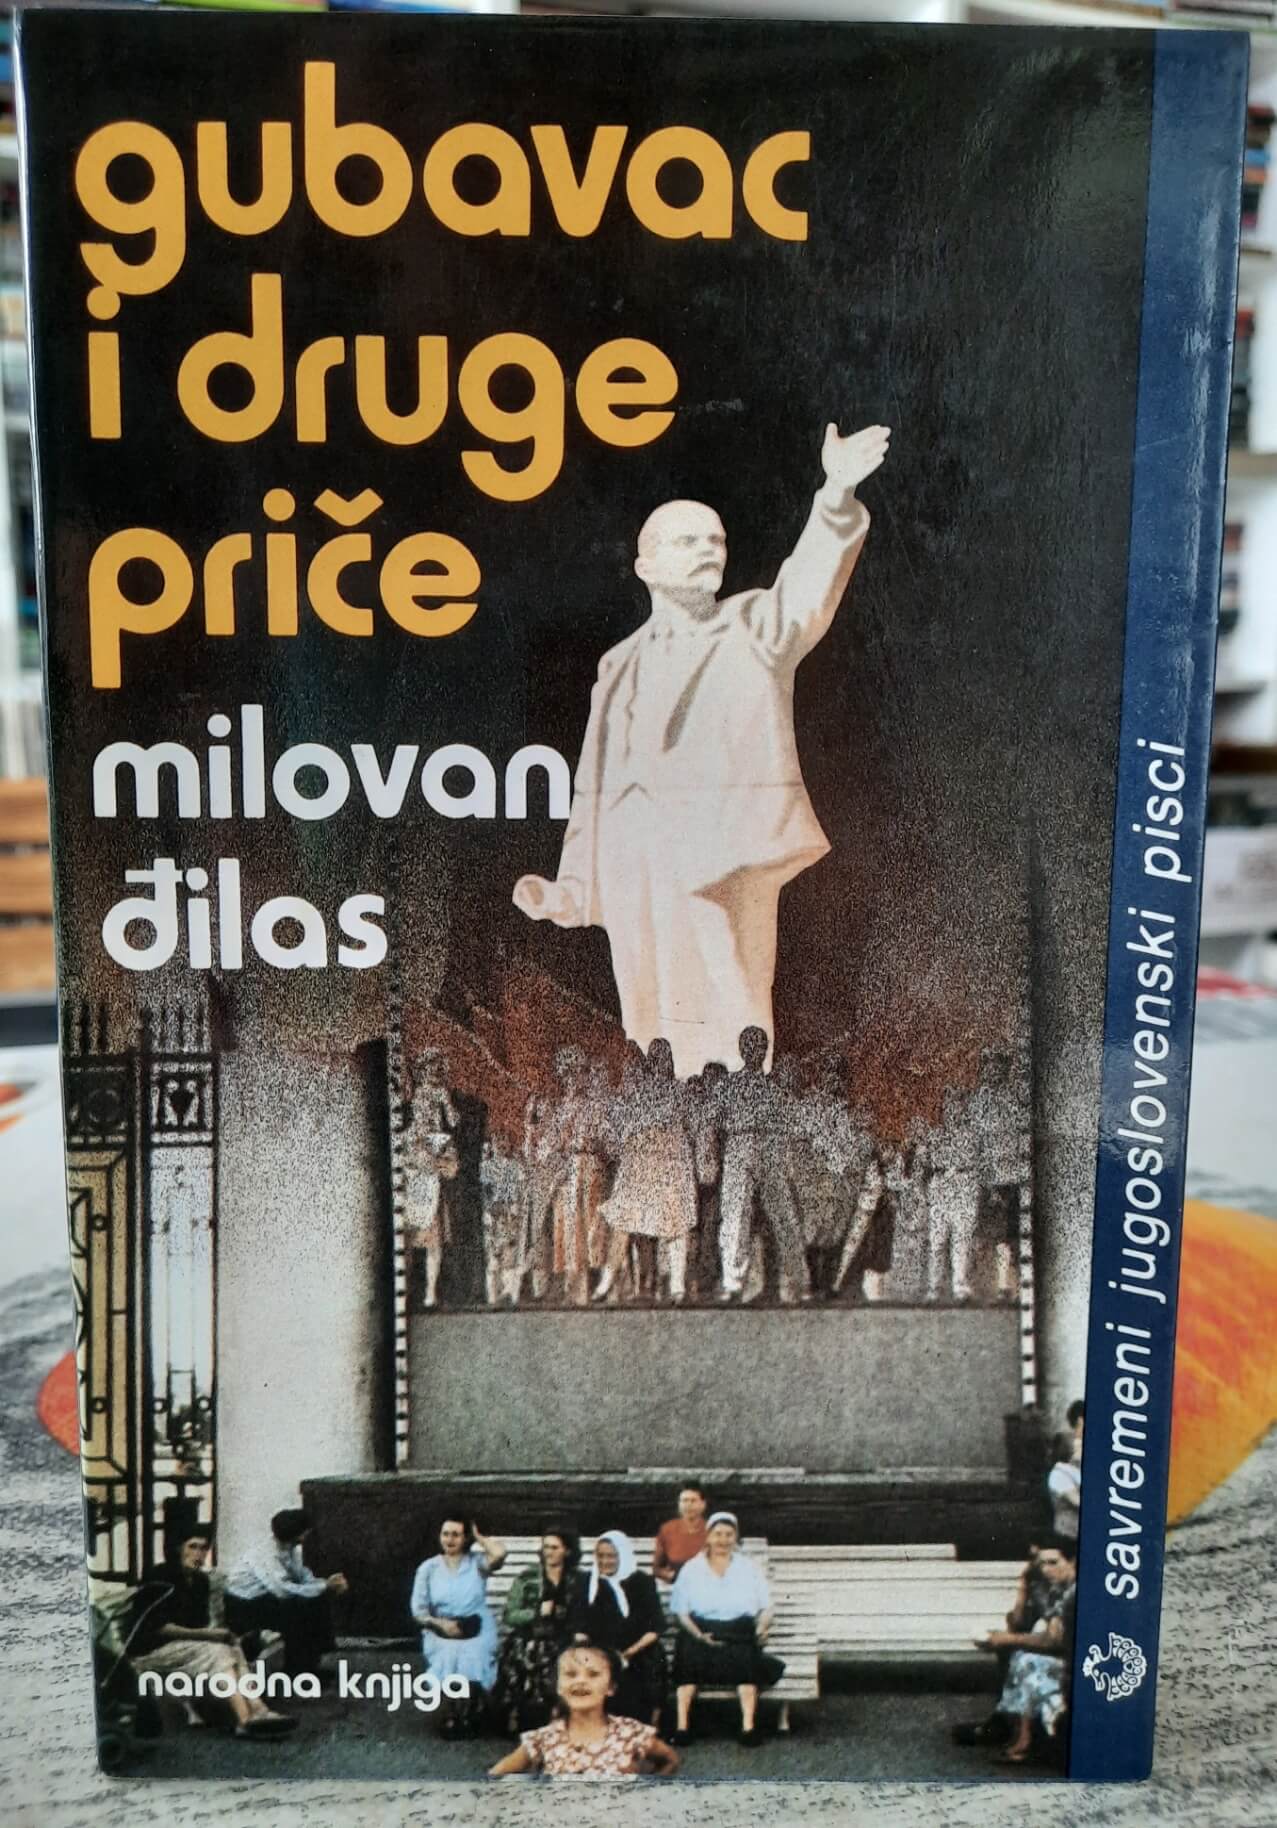 gubavac
i druge
priče
milovan
đilas
narodna knjiga
savremeni jugoslovenski pisci